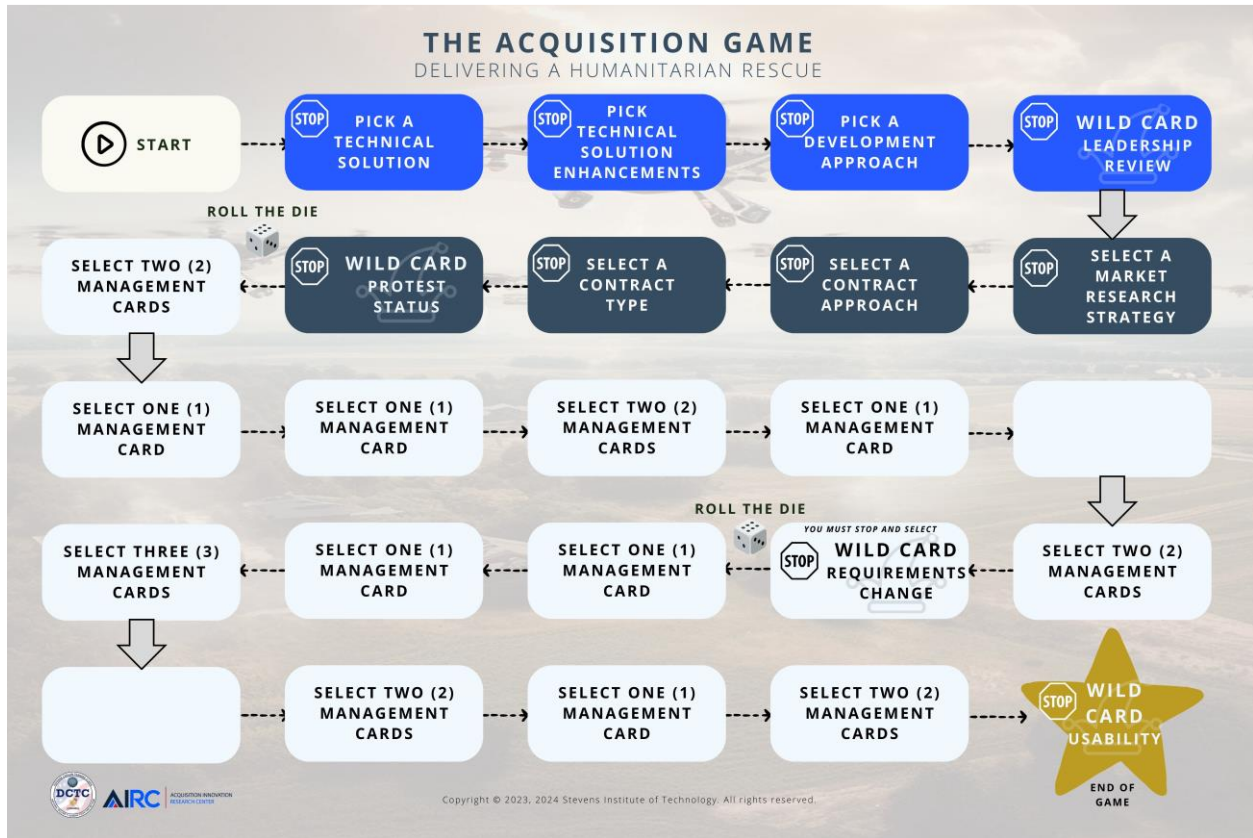 THE ACQUISITION GAME
DELIVERING A HUMANITARIAN RESCUE
START
STOP
PICK A
TECHNICAL
SOLUTION
STOP
PICK
TECHNICAL
SOLUTION
ENHANCEMENTS
STOP
PICK A
DEVELOPMENT
APPROACH
STOP
WILD CARD
LEADERSHIP
REVIEW
ROLL THE DIE
SELECT TWO (2)
MANAGEMENT
CARDS
STOP
WILD CARD
PROTEST
STATUS
STOP
SELECT A
CONTRACT
TYPE
STOP
SELECT A
CONTRACT
APPROACH
STOP
SELECT A
MARKET
RESEARCH
STRATEGY
SELECT ONE (1)
MANAGEMENT
CARD
SELECT ONE (1)
MANAGEMENT
CARD
SELECT TWO (2)
MANAGEMENT
CARDS
SELECT ONE (1)
MANAGEMENT
CARD
ROLL THE DIE
SELECT THREE (3)
MANAGEMENT
CARDS
SELECT ONE (1)
MANAGEMENT
CARD
SELECT ONE (1)
MANAGEMENT
CARD
YOU MUST STOP AND SELECT
STOP
WILD CARD
REQUIREMENTS
CHANGE
SELECT TWO (2)
MANAGEMENT
CARDS
SELECT TWO (2)
MANAGEMENT
CARDS
SELECT ONE (1)
MANAGEMENT
CARD
SELECT TWO (2)
MANAGEMENT
CARDS
STOP
WILD
CARD
USABILITY
END OF
GAME
DCTC
AIRC
ACQUISITION INNOVATION
RESEARCH CENTER
Copyright © 2023, 2024 Stevens Institute of Technology. All rights reserved.